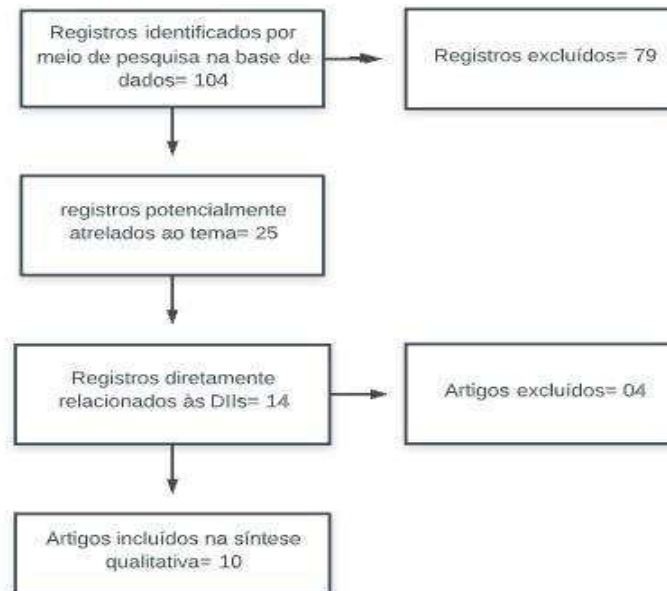 Registros identificados por
meio de pesquisa na base de
dados= 104
Registros excluídos= 79
registros potencialmente
atrelados ao tema= 25
Registros diretamente
relacionados às DIIs= 14
Artigos excluídos= 04
Artigos incluídos na síntese
qualitativa= 10